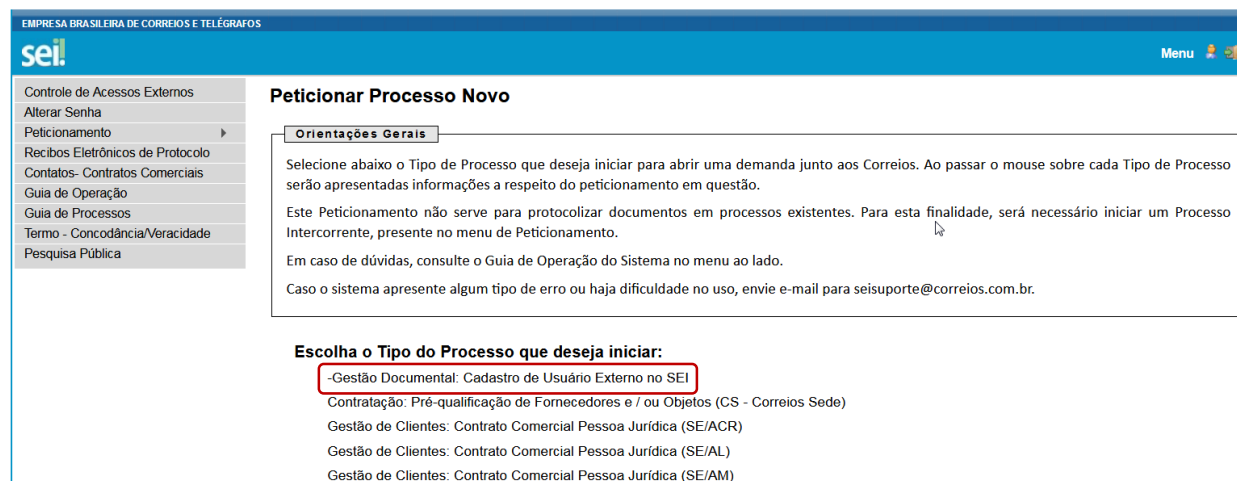 EMPRESA BRASILEIRA DE CORREIOS E TELÉGRAFOS
sei!
Menu
Controle de Acessos Externos
Alterar Senha
Peticionamento
Recibos Eletrônicos de Protocolo
Contatos- Contratos Comerciais
Guia de Operação
Guia de Processos
Termo - Concodância/Veracidade
Pesquisa Pública
Peticionar Processo Novo
Orientações Gerais
Selecione abaixo o Tipo de Processo que deseja iniciar para abrir uma demanda junto aos Correios. Ao passar o mouse sobre cada Tipo de Processo
serão apresentadas informações a respeito do peticionamento em questão.
Este Peticionamento não serve para protocolizar documentos em processos existentes. Para esta finalidade, será necessário iniciar um Processo
Intercorrente, presente no menu de Peticionamento.
Em caso de dúvidas, consulte o Guia de Operação do Sistema no menu ao lado.
Caso o sistema apresente algum tipo de erro ou haja dificuldade no uso, envie e-mail para seisuporte@correios.com.br.
Escolha o Tipo do Processo que deseja iniciar:
-Gestão Documental: Cadastro de Usuário Externo no SEI
Contratação: Pré-qualificação de Fornecedores e / ou Objetos (CS - Correios Sede)
Gestão de Clientes: Contrato Comercial Pessoa Jurídica (SE/ACR)
Gestão de Clientes: Contrato Comercial Pessoa Jurídica (SE/AL)
Gestão de Clientes: Contrato Comercial Pessoa Jurídica (SE/AM)